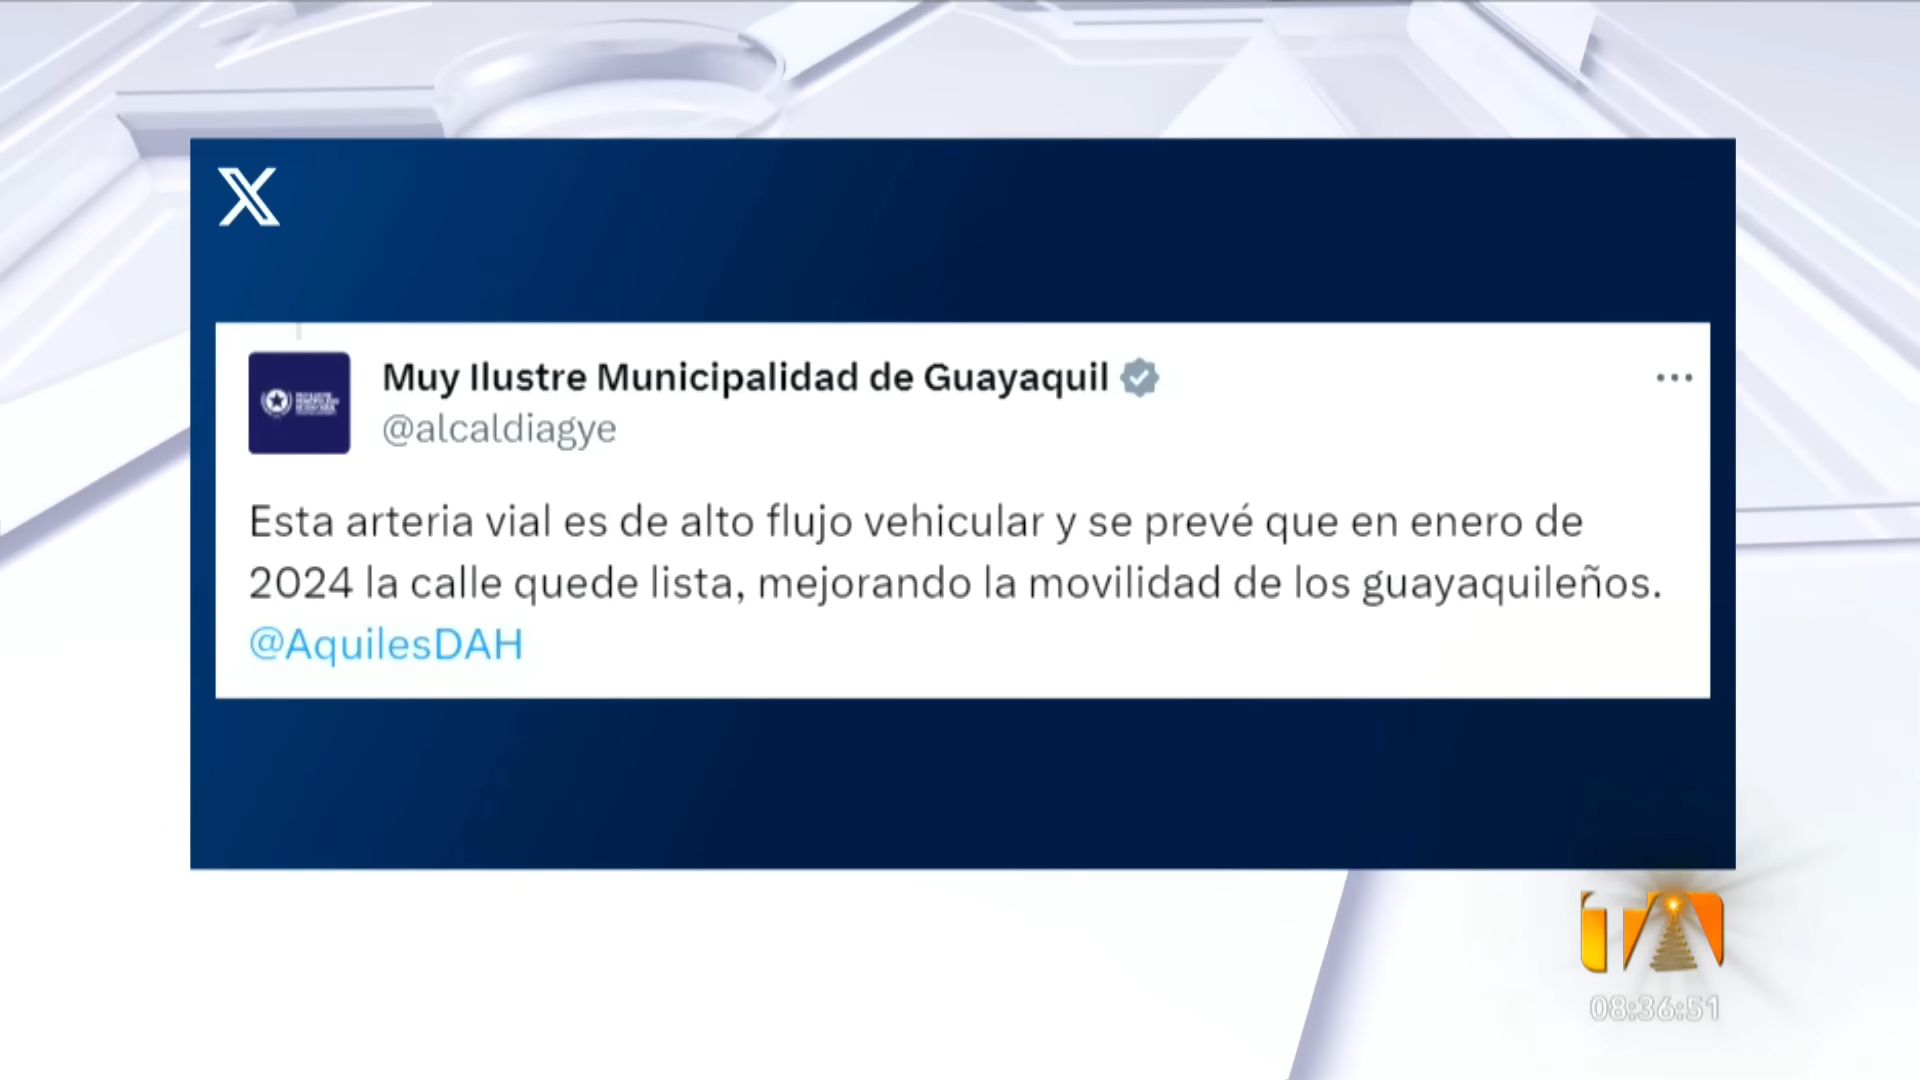 Muy Ilustre Municipalidad de Guayaquil
@alcaldiagye
Esta arteria vial es de alto flujo vehicular y se prevé que en enero de
2024 la calle quede lista, mejorando la movilidad de los guayaquileños.
@AquilesDAH
08:36:51